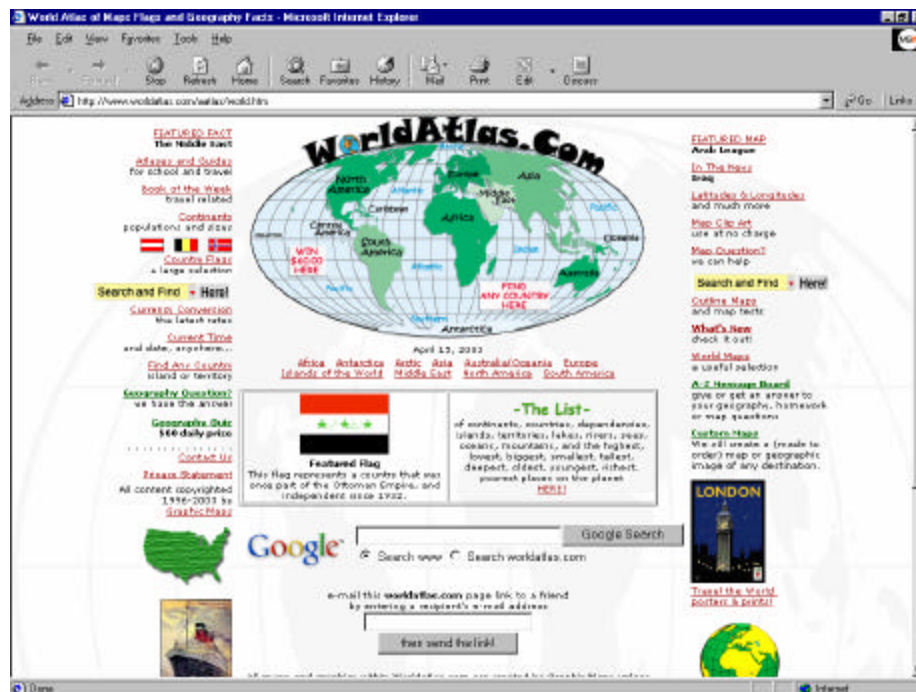 World Atlas of Maps Flags and Geography Facts - Microsoft Internet Explorer
File Edit View Favorites Tools Help
Stop Refresh Home Search Favorites History Mail Print Edit Discuss
Address http://www.worldatlas.com/aatlas/world.htm Go Links
FEATURED FACT
The Middle East
Atlases and Guides
for school and travel
Book of the Week
travel related
Continents
populations and sizes
Country Flags
a large selection
Search and Find Here!
Currency Conversion
the latest rates
Current Time
and date, anywhere...
Find Any Country
island or territory
Geography Question?
we have the answer
Geography Quiz
$60 daily prize
Contact Us
Privacy Statement
All content copyrighted
1996-2003 by
Graphic Maps
WorldAtlas.Com
Arctic
North America
Atlantic
Europe
Asia
Middle East
Pacific
Caribbean
Africa
Central America
Oceania
South America
WIN
$60.00
HERE
Indian
Atlantic
Australia
FIND
ANY COUNTRY
HERE
Pacific
Southern
Antarctica
April 15, 2003
Africa Antarctica Arctic Asia Australia/Oceania Europe
Islands of the World Middle East North America South America
Featured Flag
This flag represents a country that was
once part of the Ottoman Empire, and
independent since 1932.
-The List-
of continents, countries, dependencies,
islands, territories, lakes, rivers, seas,
oceans, mountains, and the highest,
lowest, biggest, smallest, tallest,
deepest, oldest, youngest, richest,
poorest places on the planet
HERE!
Google
Google Search
Search www Search worldatlas.com
e-mail this worldatlas.com page link to a friend
by entering a recipient's e-mail address
then send the link!
FEATURED MAP
Arab League
In The News
Iraq
Latitudes & Longitudes
and much more
Map Clip Art
use at no charge
Map Question?
we can help
Search and Find Here!
Outline Maps
and map tests
What's New
check it out!
World Maps
a useful selection
A-Z Message Board
give or get an answer to
your geography, homework
or map questions
Custom Maps
We will create a (made to
order) map or geographic
image of any destination.
LONDON
Travel the World
posters & prints!
Done Internet